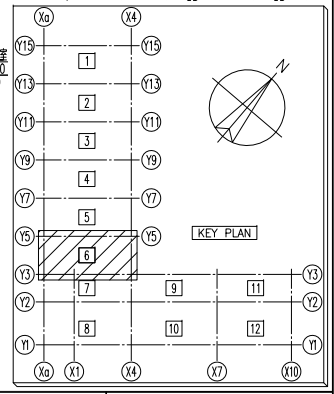 Xa X4
Y15 Y15
1
Y13 Y13
2
Y11 Y11
3
Y9 Y9
4
Y7 Y7
5
Y5 Y5
6
N
KEY PLAN
Y3 Y3
7 9 11
Y2 Y2
8 10 12
Y1 Y1
Xa X1 X4 X7 X10